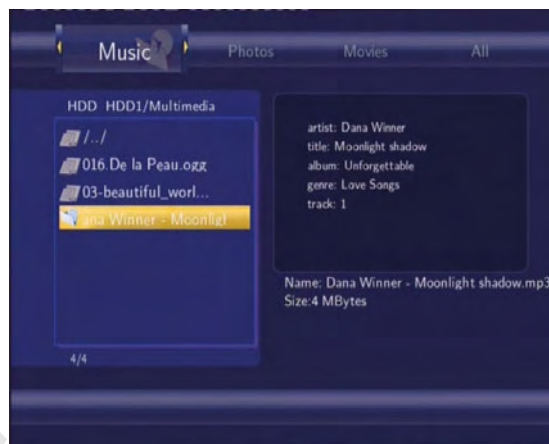 Music
Photos
Movies
All
HDD HDD1/Multimedia
/../
016.De la Peau.ogg
03-beautiful_worl...
ana Winner - Moonligh
4/4
artist: Dana Winner
title: Moonlight shadow
album: Unforgettable
genre: Love Songs
track: 1
Name: Dana Winner - Moonlight shadow.mp3
Size:4 MBytes